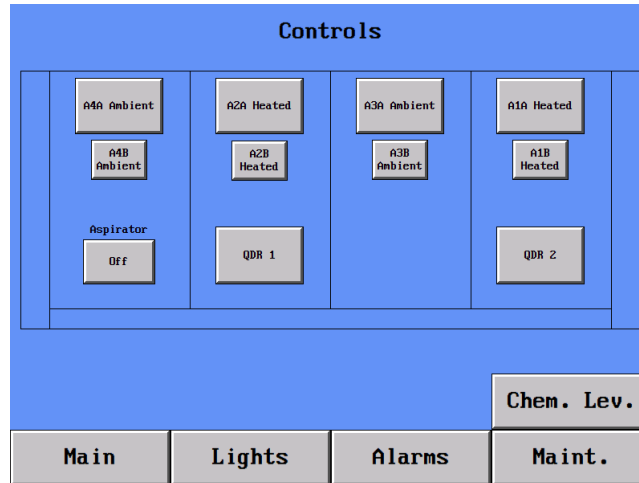 Controls
A4A Ambient
A2A Heated
A3A Ambient
A1A Heated
A4B
Ambient
A2B
Heated
A3B
Ambient
A1B
Heated
Aspirator
Off
QDR 1
QDR 2
Chem. Lev.
Main
Lights
Alarms
Maint.